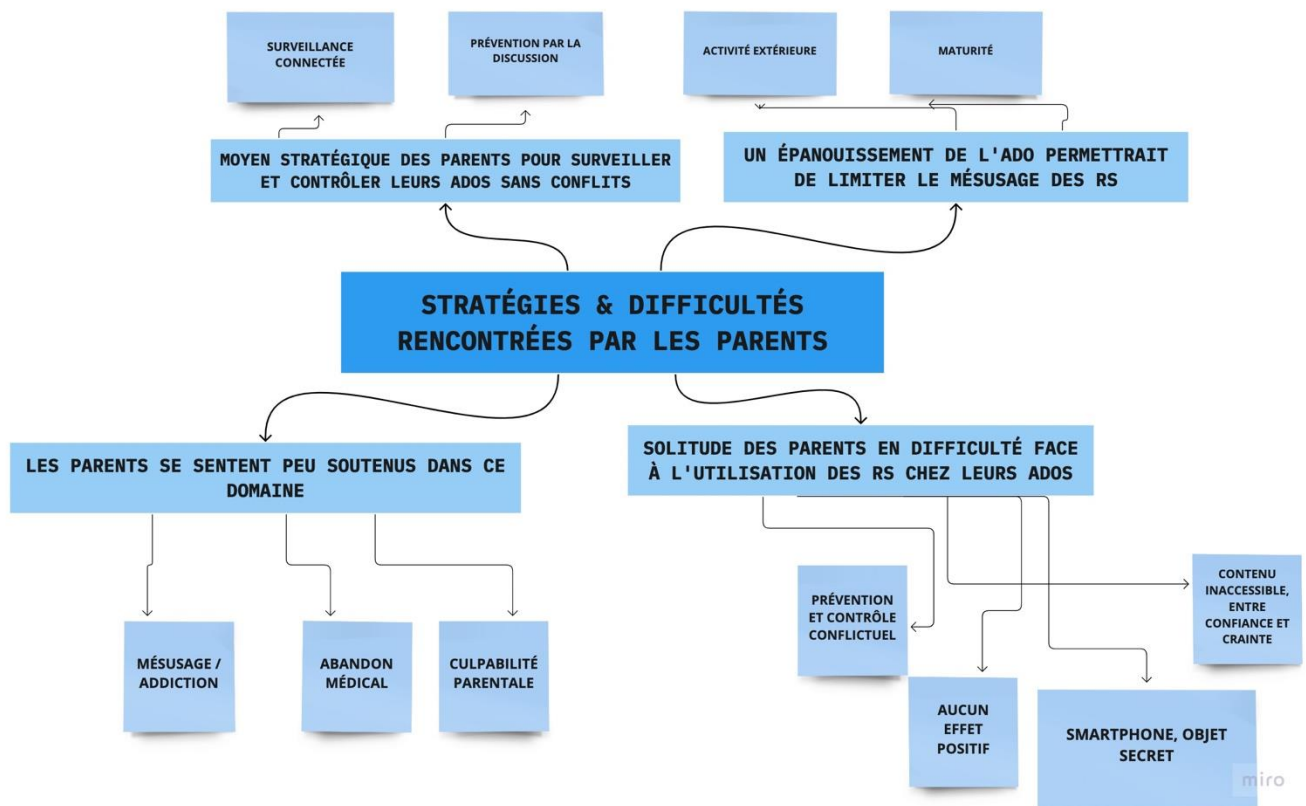 SURVEILLANCE
CONNECTÉE
PRÉVENTION PAR LA
DISCUSSION
ACTIVITÉ EXTÉRIEURE
MATURITÉ
MOYEN STRATÉGIQUE DES PARENTS POUR SURVEILLER
ET CONTRÔLER LEURS ADOS SANS CONFLITS
UN ÉPANOUISSEMENT DE L'ADO PERMETTRAIT
DE LIMITER LE MÉSUSAGE DES RS
STRATÉGIES & DIFFICULTÉS
RENCONTRÉES PAR LES PARENTS
LES PARENTS SE SENTENT PEU SOUTENUS DANS CE
DOMAINE
SOLITUDE DES PARENTS EN DIFFICULTÉ FACE
À L'UTILISATION DES RS CHEZ LEURS ADOS
MÉSUSAGE /
ADDICTION
ABANDON
MÉDICAL
CULPABILITÉ
PARENTALE
PRÉVENTION
ET CONTRÔLE
CONFLICTUEL
CONTENU
INACCESSIBLE,
ENTRE
CONFIANCE ET
CRAINTE
AUCUN
EFFET
POSITIF
SMARTPHONE, OBJET
SECRET
miro